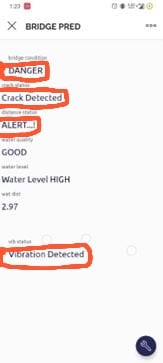 1:23
BRIDGE PRED
bridge condition
DANGER
crack status
Crack Detected
distance status
ALERT...!
water quality
GOOD
water level
Water Level HIGH
wat dist
2.97
vib status
Vibration Detected